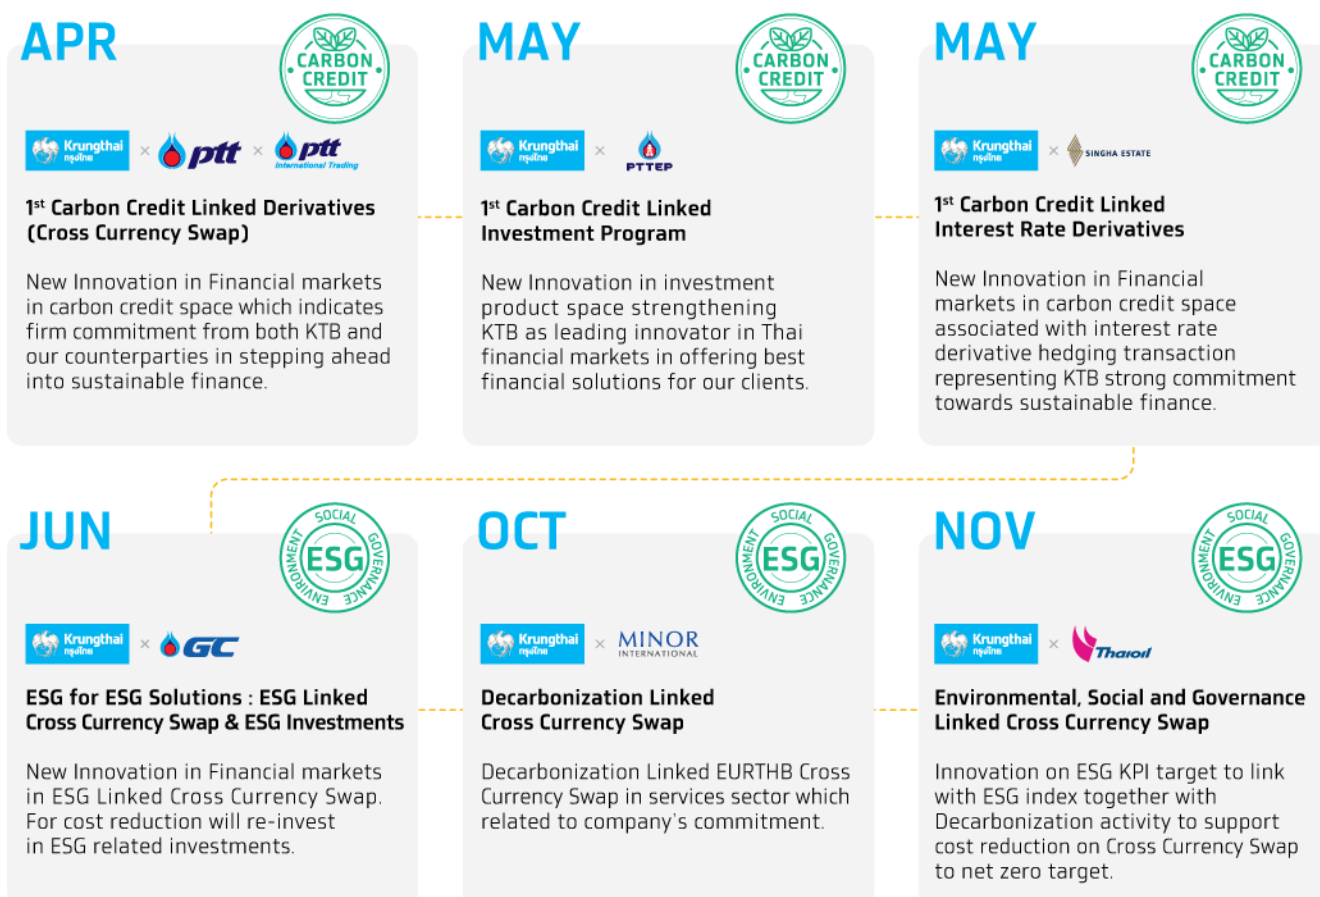 APR
CARBON
CREDIT
Krungthai
กรุงไทย
×
ptt
×
ptt
International Trading
1st Carbon Credit Linked Derivatives
(Cross Currency Swap)
New Innovation in Financial markets
in carbon credit space which indicates
firm commitment from both KTB and
our counterparties in stepping ahead
into sustainable finance.
MAY
CARBON
CREDIT
Krungthai
กรุงไทย
×
PTTEP
1st Carbon Credit Linked
Investment Program
New Innovation in investment
product space strengthening
KTB as leading innovator in Thai
financial markets in offering best
financial solutions for our clients.
MAY
CARBON
CREDIT
Krungthai
กรุงไทย
×
SINGHA ESTATE
1st Carbon Credit Linked
Interest Rate Derivatives
New Innovation in Financial
markets in carbon credit space
associated with interest rate
derivative hedging transaction
representing KTB strong commitment
towards sustainable finance.
JUN
SOCIAL
GOVERNANCE
ENVIRONMENT
ESG
Krungthai
กรุงไทย
×
GC
ESG for ESG Solutions : ESG Linked
Cross Currency Swap & ESG Investments
New Innovation in Financial markets
in ESG Linked Cross Currency Swap.
For cost reduction will re-invest
in ESG related investments.
OCT
SOCIAL
GOVERNANCE
ENVIRONMENT
ESG
Krungthai
กรุงไทย
×
MINOR
INTERNATIONAL
Decarbonization Linked
Cross Currency Swap
Decarbonization Linked EURTHB Cross
Currency Swap in services sector which
related to company's commitment.
NOV
SOCIAL
GOVERNANCE
ENVIRONMENT
ESG
Krungthai
กรุงไทย
×
Thaioil
Environmental, Social and Governance
Linked Cross Currency Swap
Innovation on ESG KPI target to link
with ESG index together with
Decarbonization activity to support
cost reduction on Cross Currency Swap
to net zero target.